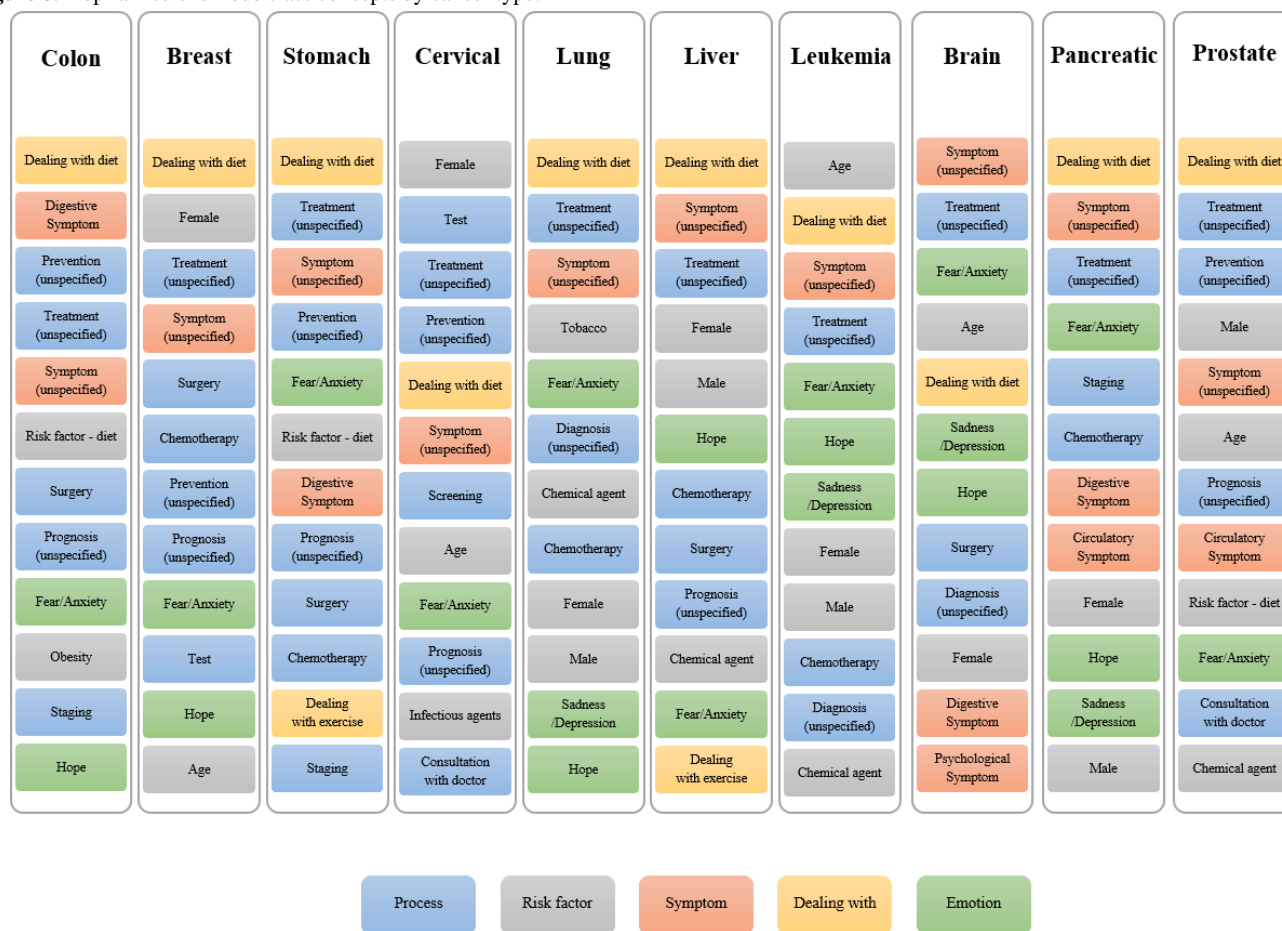 Colon
Dealing with diet
Digestive
Symptom
Prevention
(unspecified)
Treatment
(unspecified)
Symptom
(unspecified)
Risk factor - diet
Surgery
Prognosis
(unspecified)
Fear/Anxiety
Obesity
Staging
Hope
Breast
Dealing with diet
Female
Treatment
(unspecified)
Symptom
(unspecified)
Surgery
Chemotherapy
Prevention
(unspecified)
Prognosis
(unspecified)
Fear/Anxiety
Test
Hope
Age
Stomach
Dealing with diet
Treatment
(unspecified)
Symptom
(unspecified)
Prevention
(unspecified)
Fear/Anxiety
Risk factor - diet
Digestive
Symptom
Prognosis
(unspecified)
Surgery
Chemotherapy
Dealing
with exercise
Staging
Cervical
Female
Test
Treatment
(unspecified)
Prevention
(unspecified)
Dealing with diet
Symptom
(unspecified)
Screening
Age
Fear/Anxiety
Prognosis
(unspecified)
Infectious agents
Consultation
with doctor
Lung
Dealing with diet
Treatment
(unspecified)
Symptom
(unspecified)
Tobacco
Fear/Anxiety
Diagnosis
(unspecified)
Chemical agent
Chemotherapy
Female
Male
Sadness
/Depression
Hope
Liver
Dealing with diet
Symptom
(unspecified)
Treatment
(unspecified)
Female
Male
Hope
Chemotherapy
Surgery
Prognosis
(unspecified)
Chemical agent
Fear/Anxiety
Dealing
with exercise
Leukemia
Age
Dealing with diet
Symptom
(unspecified)
Treatment
(unspecified)
Fear/Anxiety
Hope
Sadness
/Depression
Female
Male
Chemotherapy
Diagnosis
(unspecified)
Chemical agent
Brain
Symptom
(unspecified)
Treatment
(unspecified)
Fear/Anxiety
Age
Dealing with diet
Sadness
/Depression
Hope
Surgery
Diagnosis
(unspecified)
Female
Digestive
Symptom
Psychological
Symptom
Pancreatic
Dealing with diet
Symptom
(unspecified)
Treatment
(unspecified)
Fear/Anxiety
Staging
Chemotherapy
Digestive
Symptom
Circulatory
Symptom
Female
Hope
Sadness
/Depression
Male
Prostate
Dealing with diet
Treatment
(unspecified)
Prevention
(unspecified)
Male
Symptom
(unspecified)
Age
Prognosis
(unspecified)
Circulatory
Symptom
Risk factor - diet
Fear/Anxiety
Consultation
with doctor
Chemical agent
Process
Risk factor
Symptom
Dealing with
Emotion